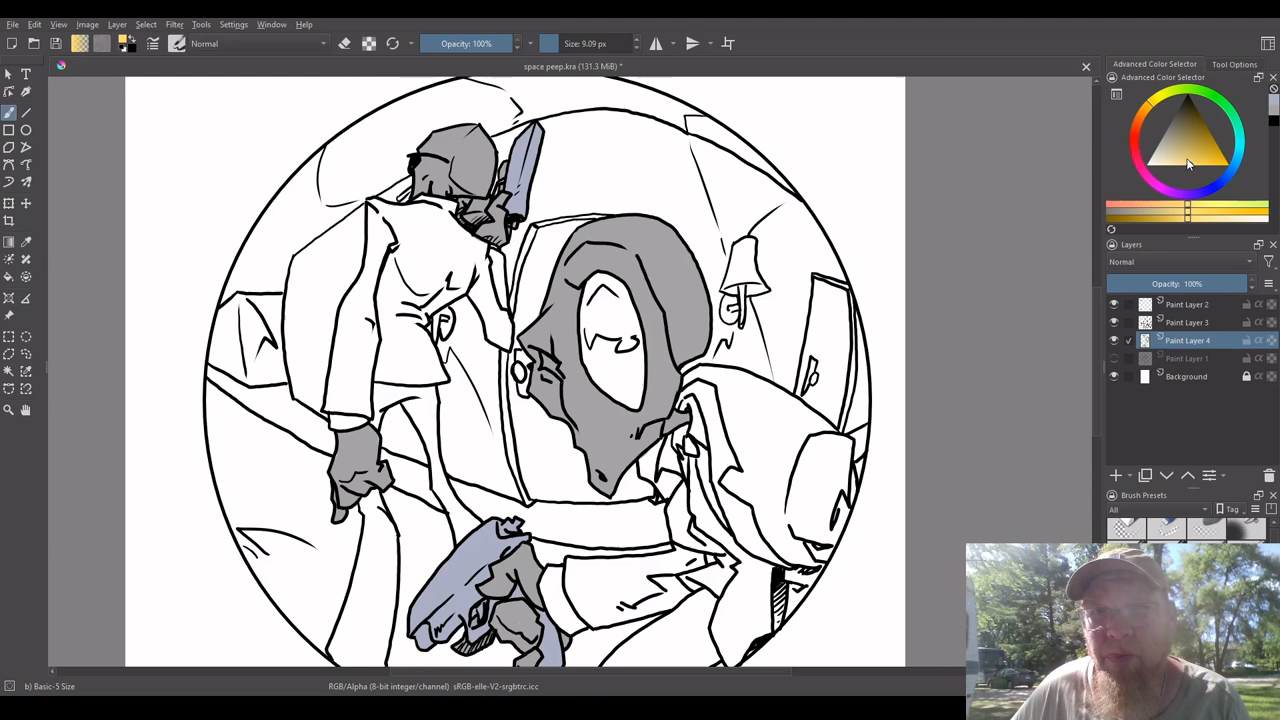 File Edit View Image Layer Select Filter Tools Settings Window Help
Normal Opacity: 100% Size: 9.09 px
space peep.kra (131.3 MiB) *
Advanced Color Selector Tool Options
Advanced Color Selector
Layers
Normal
Opacity: 100%
Paint Layer 2
Paint Layer 3
Paint Layer 4
Paint Layer 1
Background
Brush Presets
All Tag
b) Basic-5 Size RGB/Alpha (8-bit integer/channel) sRGB-elle-V2-srgbtrc.icc